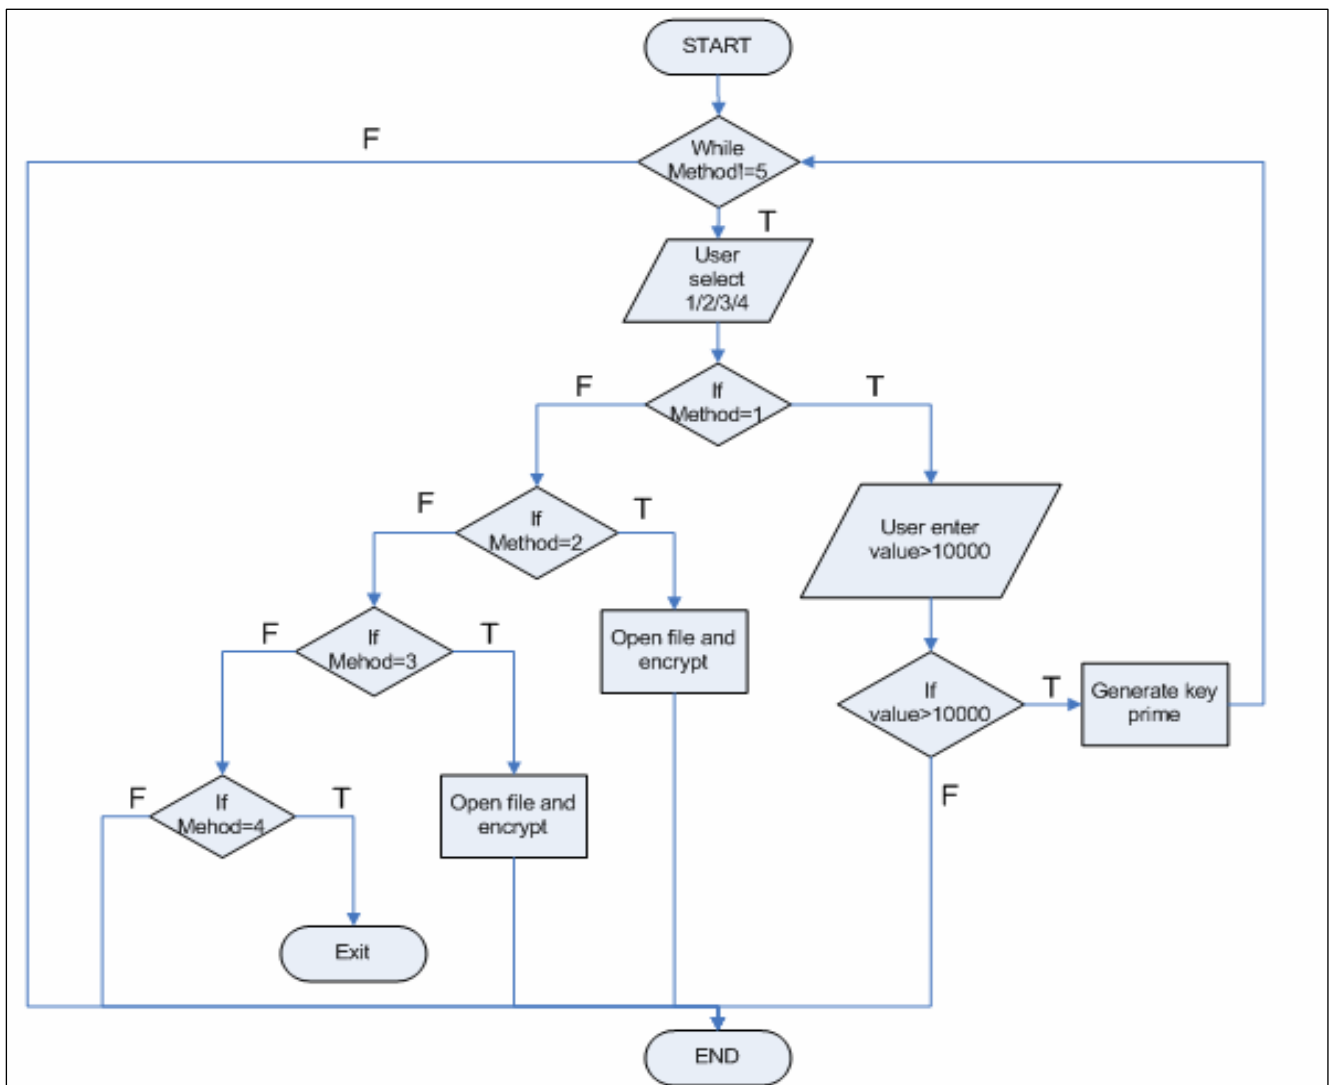 START
F
While
Method!=5
T
User
select
1/2/3/4
F
If
Method=1
T
F
If
Method=2
T
User enter
value>10000
F
If
Mehod=3
T
Open file and
encrypt
If
value>10000
T
Generate key
prime
F
If
Mehod=4
T
Open file and
encrypt
F
Exit
END